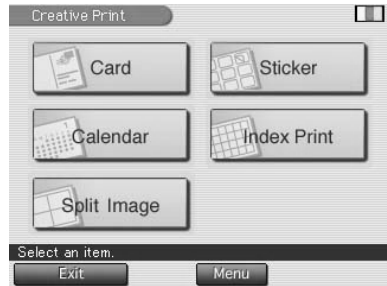 Creative Print
Card
Sticker
Calendar
Index Print
Split Image
Select an item.
Exit
Menu